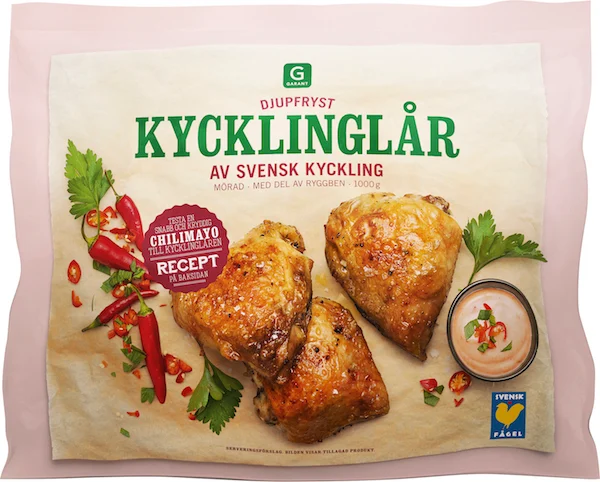 G
GARANT
DJUPFRYST
KYCKLINGLÅR
AV SVENSK KYCKLING
MÖRAD - MED DEL AV RYGGBEN - 1000 g
TESTA EN
SNABB OCH KRYDDIG
CHILIMAYO
TILL KYCKLINGLÅREN
RECEPT
PÅ BAKSIDAN
SVENSK
FÅGEL
SERVERINGSFÖRSLAG. BILDEN VISAR TILLAGAD PRODUKT.